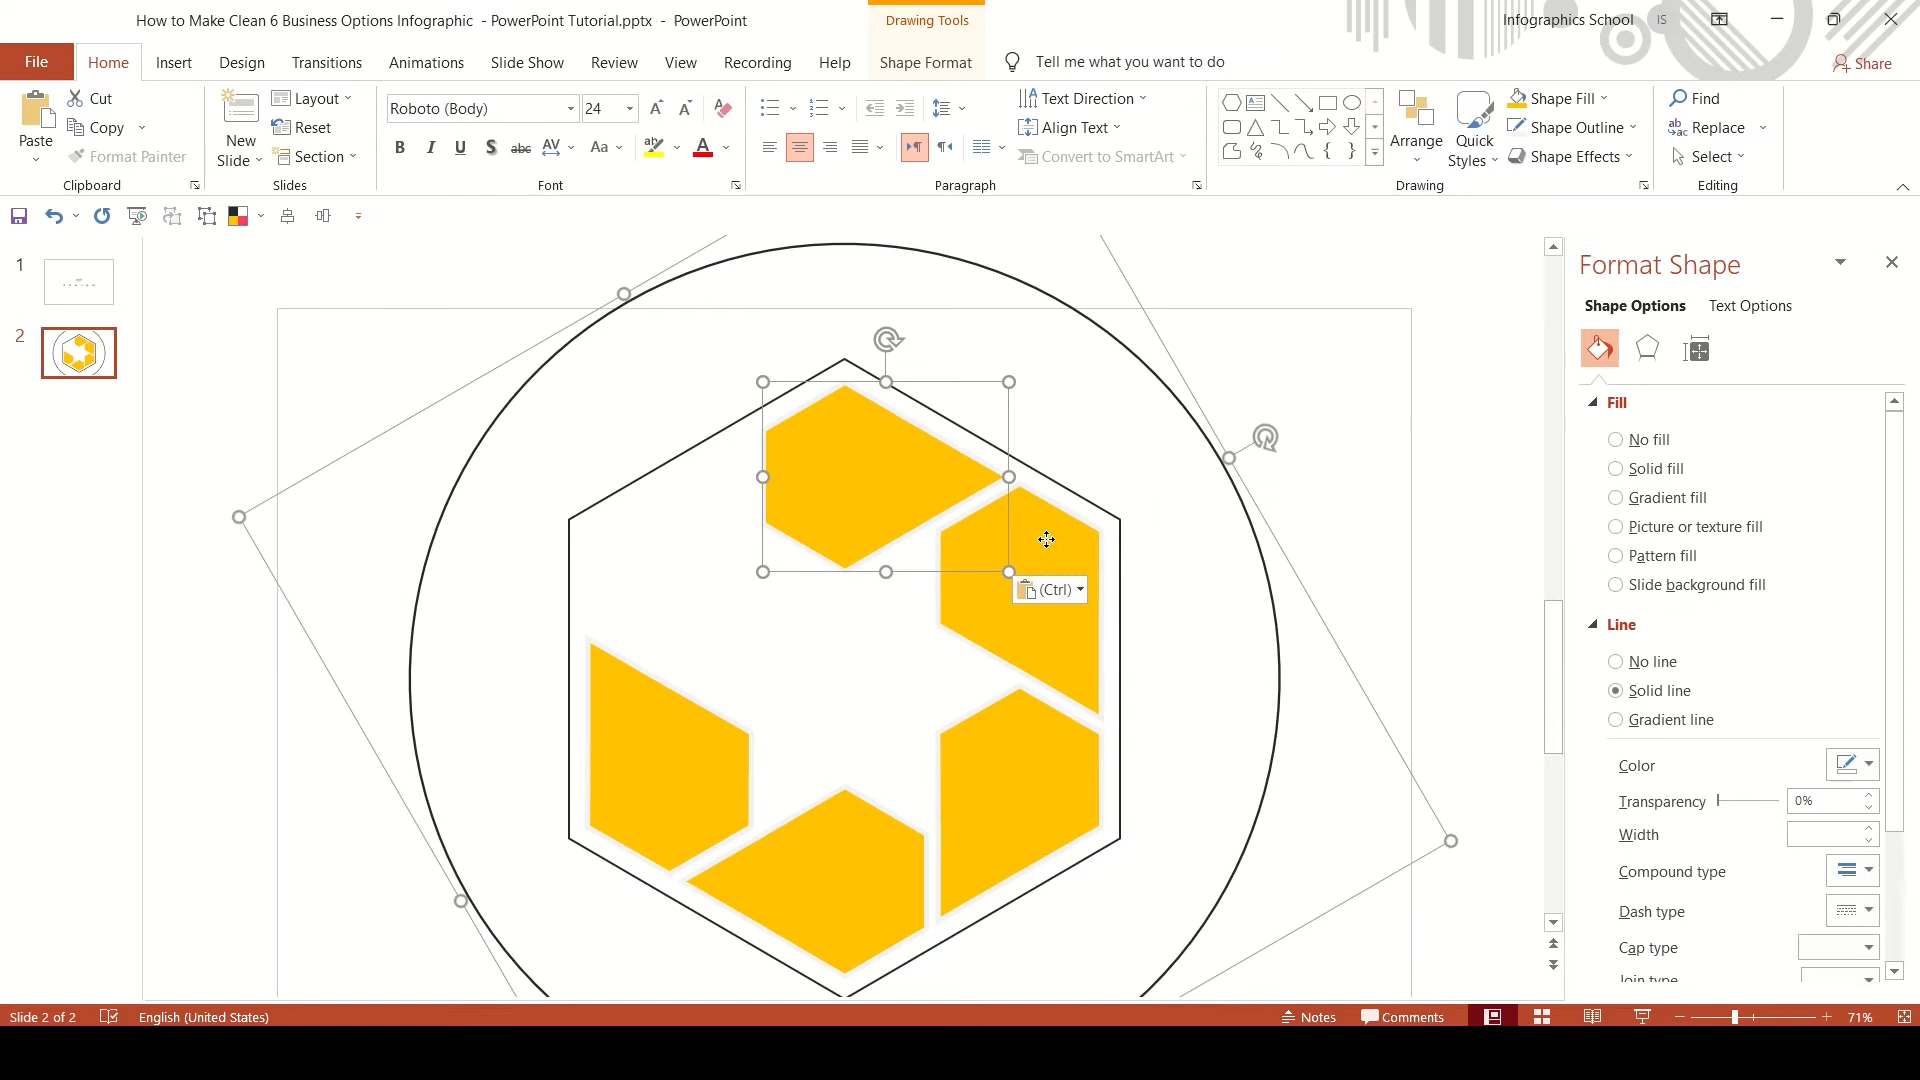 How to Make Clean 6 Business Options Infographic - PowerPoint Tutorial.pptx - PowerPoint
Drawing Tools
Infographics School
IS
File
Home
Insert
Design
Transitions
Animations
Slide Show
Review
View
Recording
Help
Shape Format
Tell me what you want to do
Share
Paste
Cut
Copy
Format Painter
Clipboard
New Slide
Layout
Reset
Section
Slides
Roboto (Body)
24
B I U S abc AV Aa A
Font
Text Direction
Align Text
Convert to SmartArt
Paragraph
Arrange
Quick Styles
Shape Fill
Shape Outline
Shape Effects
Drawing
Find
Replace
Select
Editing
1
2
(Ctrl)
Format Shape
Shape Options
Text Options
Fill
No fill
Solid fill
Gradient fill
Picture or texture fill
Pattern fill
Slide background fill
Line
No line
Solid line
Gradient line
Color
Transparency
0%
Width
Compound type
Dash type
Cap type
Join type
Slide 2 of 2
English (United States)
Notes
Comments
71%